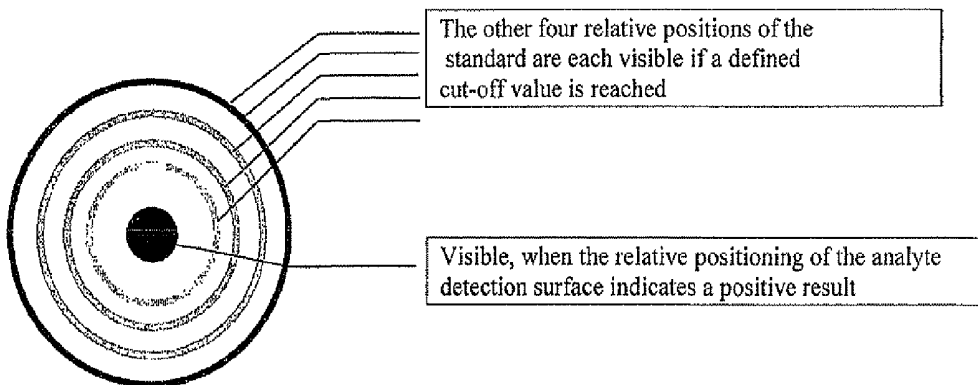 The other four relative positions of the
standard are each visible if a defined
cut-off value is reached
Visible, when the relative positioning of the analyte
detection surface indicates a positive result